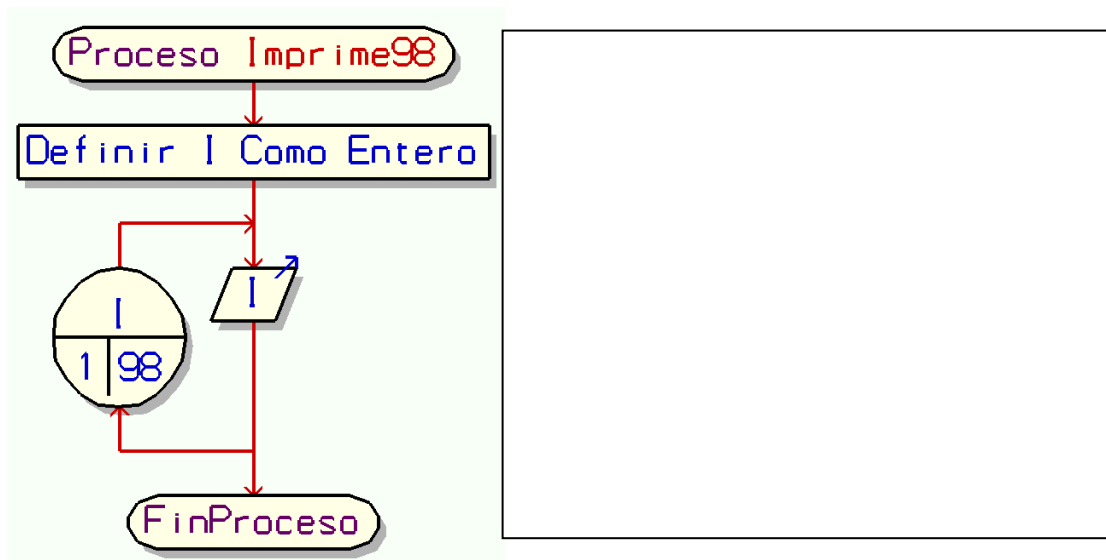 Proceso Imprime98
Definir I Como Entero
I
I
1 98
FinProceso